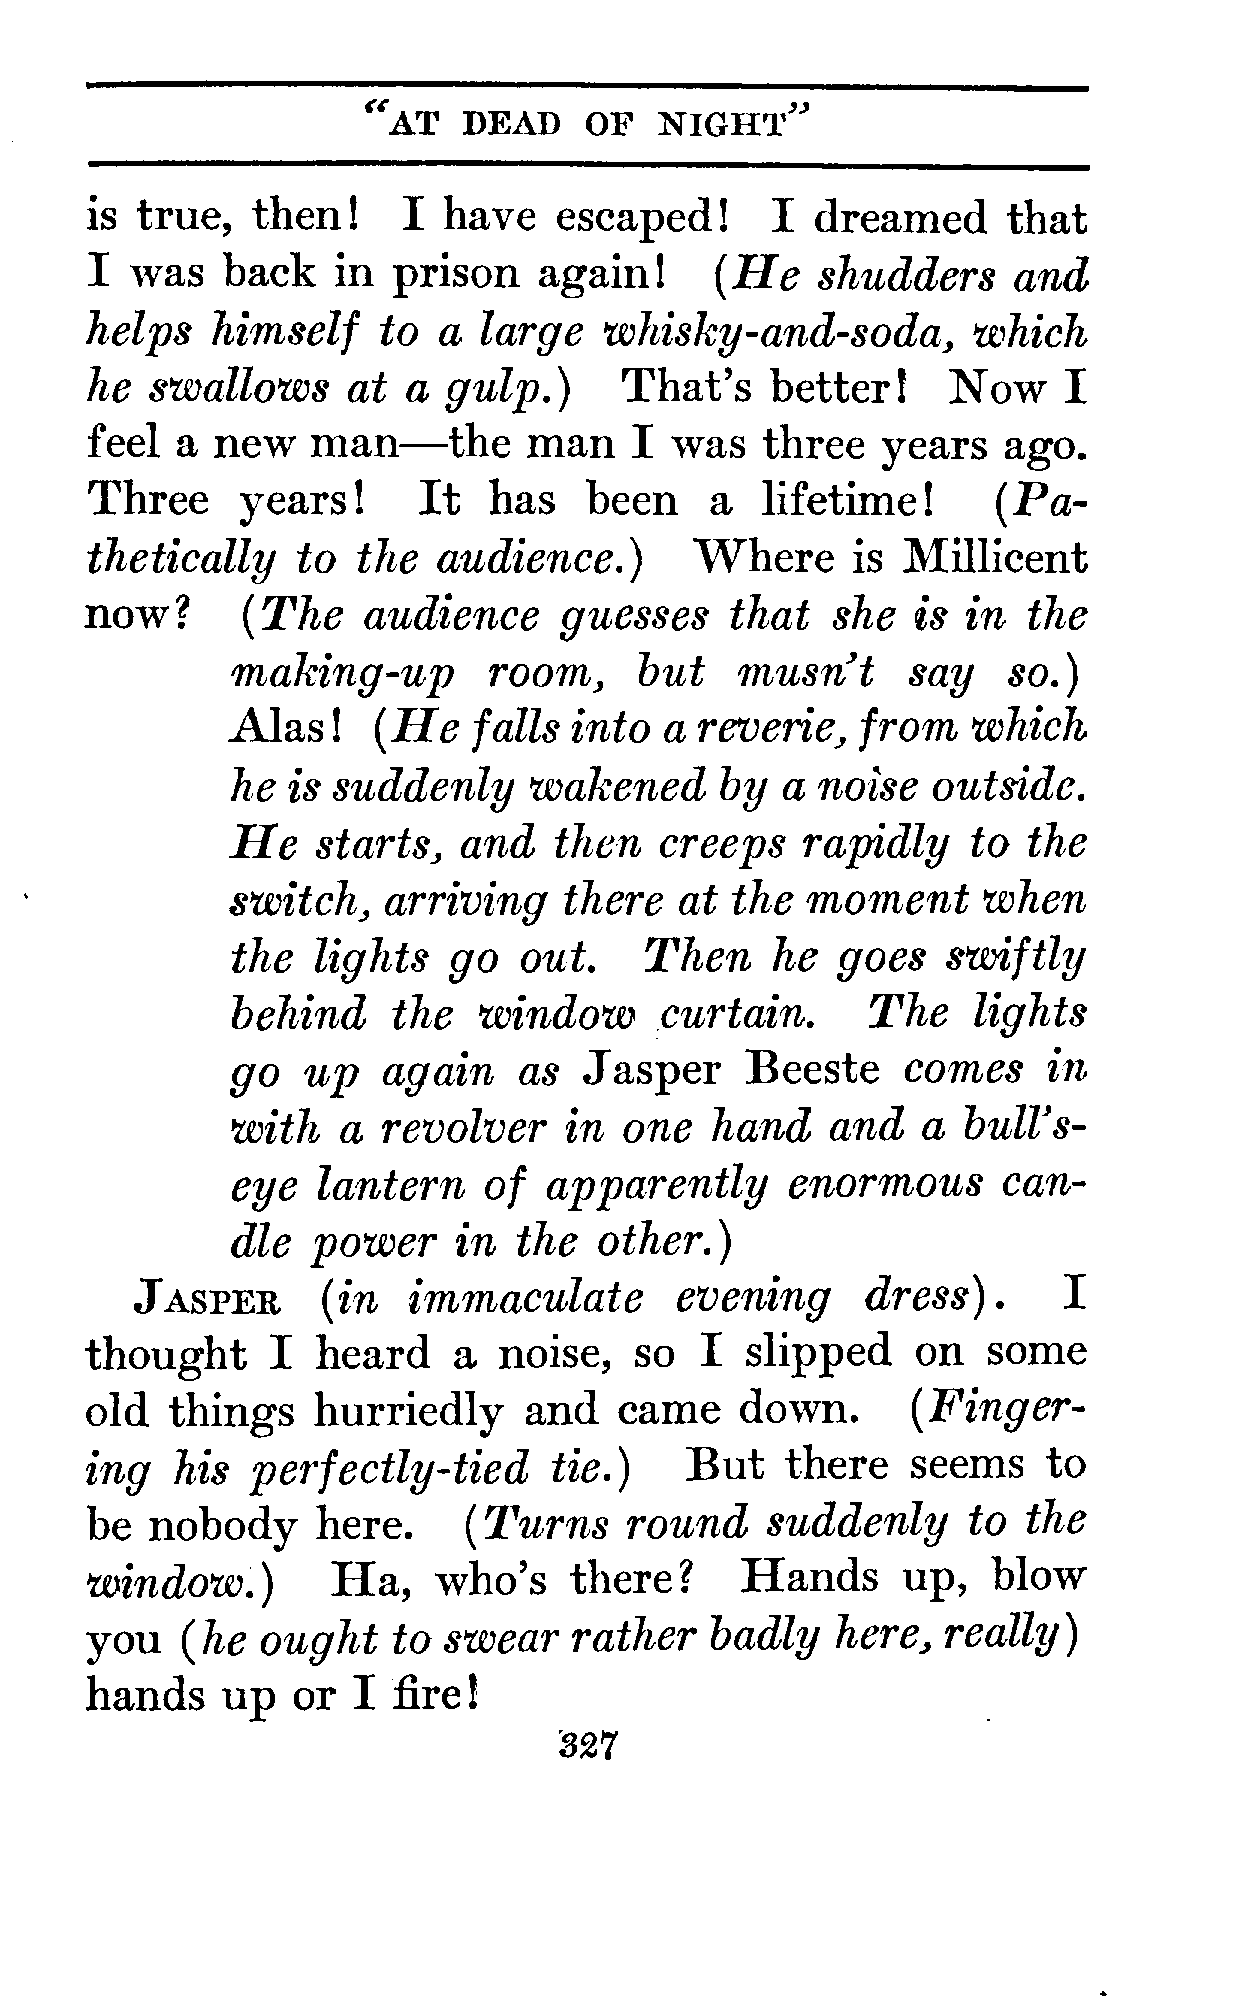 "AT DEAD OF NIGHT"
is true, then! I have escaped! I dreamed that
I was back in prison again! (He shudders and
helps himself to a large whisky-and-soda, which
he swallows at a gulp.) That's better! Now I
feel a new man—the man I was three years ago.
Three years! It has been a lifetime! (Pa-
thetically to the audience.) Where is Millicent
now? (The audience guesses that she is in the
making-up room, but musn't say so.)
Alas! (He falls into a reverie, from which
he is suddenly wakened by a noise outside.
He starts, and then creeps rapidly to the
switch, arriving there at the moment when
the lights go out. Then he goes swiftly
behind the window curtain. The lights
go up again as Jasper Beeste comes in
with a revolver in one hand and a bull's-
eye lantern of apparently enormous can-
dle power in the other.)
JASPER (in immaculate evening dress). I
thought I heard a noise, so I slipped on some
old things hurriedly and came down. (Finger-
ing his perfectly-tied tie.) But there seems to
be nobody here. (Turns round suddenly to the
window.) Ha, who's there? Hands up, blow
you (he ought to swear rather badly here, really)
hands up or I fire!
327